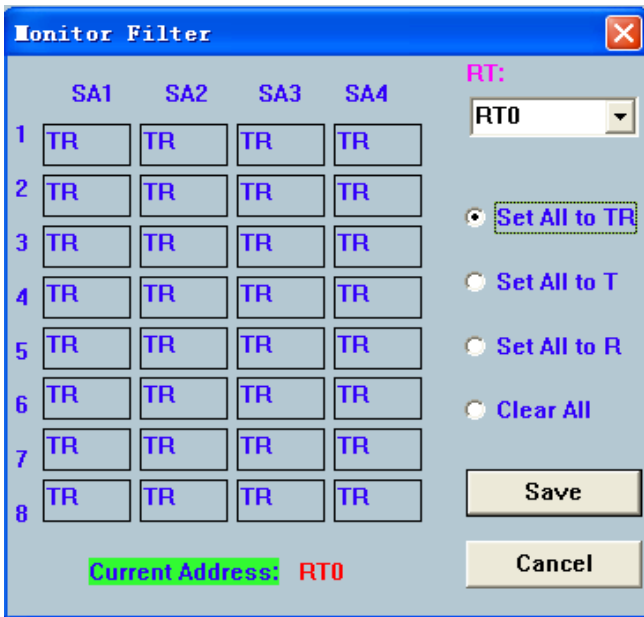 Monitor Filter
RT:
SA1 SA2 SA3 SA4
RT0
1 TR TR TR TR
2 TR TR TR TR
Set All to TR
3 TR TR TR TR
4 TR TR TR TR
Set All to T
5 TR TR TR TR
Set All to R
6 TR TR TR TR
Clear All
7 TR TR TR TR
8 TR TR TR TR
Save
Current Address: RT0
Cancel